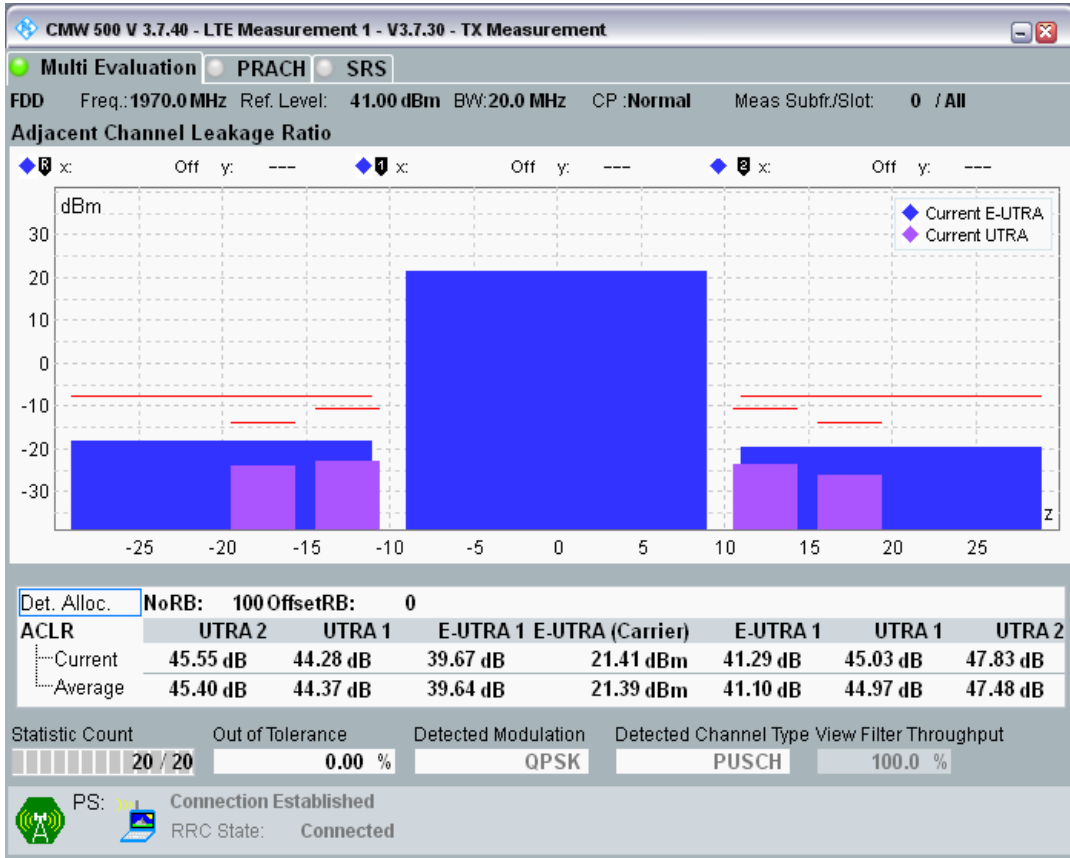 CMW 500 V 3.7.40 - LTE Measurement 1 - V3.7.30 - TX Measurement
Multi Evaluation PRACH SRS
FDD Freq.: 1970.0 MHz Ref. Level: 41.00 dBm BW: 20.0 MHz CP : Normal Meas Subfr./Slot: 0 / All
Adjacent Channel Leakage Ratio
R x: Off y: --- 1 x: Off y: --- 2 x: Off y: ---
dBm
Current E-UTRA
Current UTRA
30
20
10
0
-10
-20
-30
z
-25 -20 -15 -10 -5 0 5 10 15 20 25
Det. Alloc. NoRB: 100 OffsetRB: 0
ACLR UTRA 2 UTRA 1 E-UTRA 1 E-UTRA (Carrier) E-UTRA 1 UTRA 1 UTRA 2
Current 45.55 dB 44.28 dB 39.67 dB 21.41 dBm 41.29 dB 45.03 dB 47.83 dB
Average 45.40 dB 44.37 dB 39.64 dB 21.39 dBm 41.10 dB 44.97 dB 47.48 dB
Statistic Count Out of Tolerance Detected Modulation Detected Channel Type View Filter Throughput
20 / 20 0.00 % QPSK PUSCH 100.0 %
PS: Connection Established
RRC State: Connected